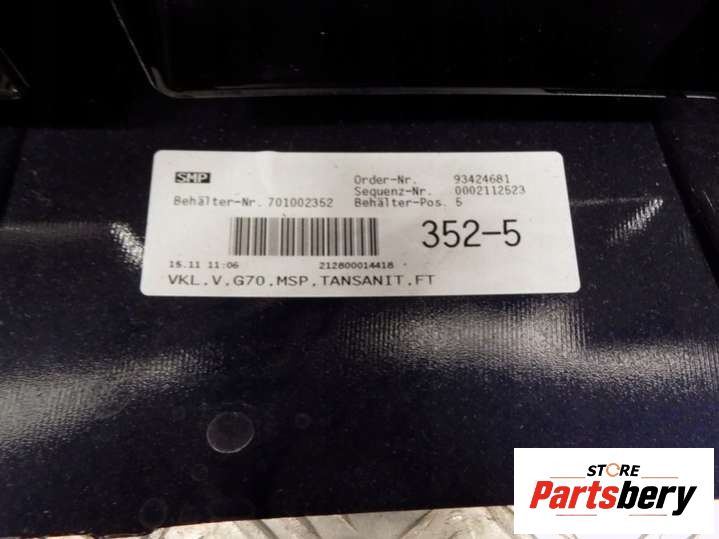 SMP
Order-Nr. 93424681
Sequenz-Nr. 0002112523
Behälter-Nr. 701002352 Behälter-Pos. 5
352-5
15.11 11:06 212800014418
VKL.V.G70.MSP.TANSANIT.FT
STORE
Partsbery